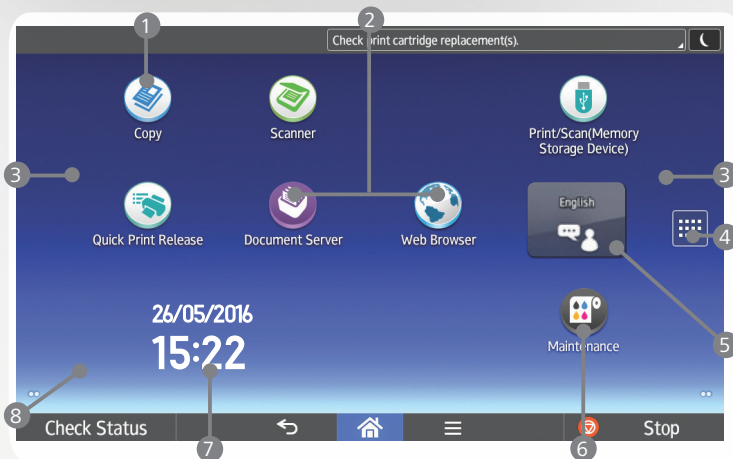 1
2
Check print cartridge replacement(s).
Copy
Scanner
Print/Scan(Memory
Storage Device)
3
3
English
4
Quick Print Release
Document Server
Web Browser
26/05/2016
15:22
Maintenance
5
8
Check Status
Stop
7
6